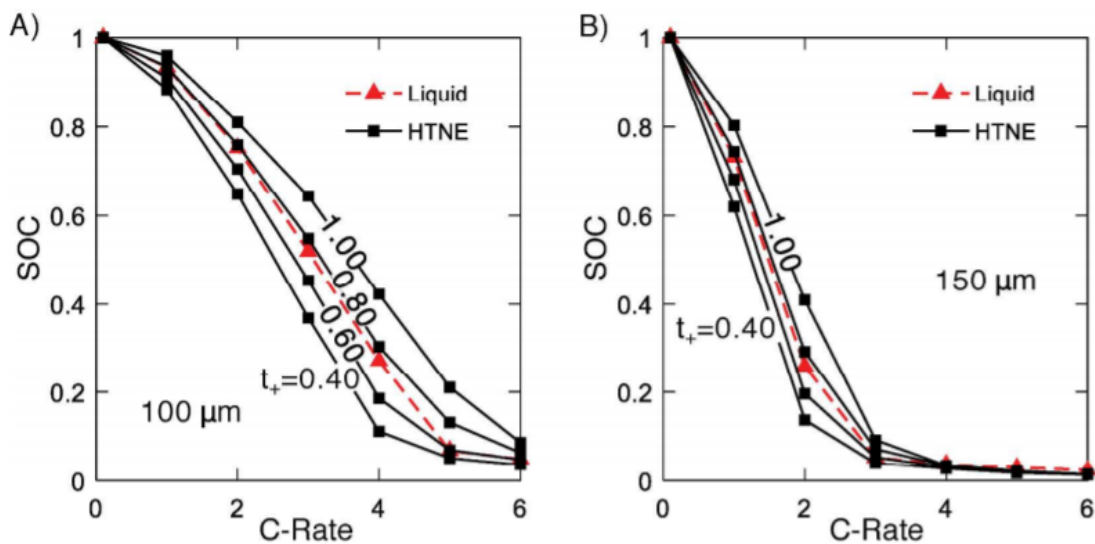 A)
1
0.8
0.6
0.4
0.2
0
SOC
0 2 4 6
C-Rate
Liquid
HTNE
1.00
0.80
0.60
t+=0.40
100 µm
B)
1
0.8
0.6
0.4
0.2
0
SOC
0 2 4 6
C-Rate
Liquid
HTNE
1.00
t+=0.40
150 µm